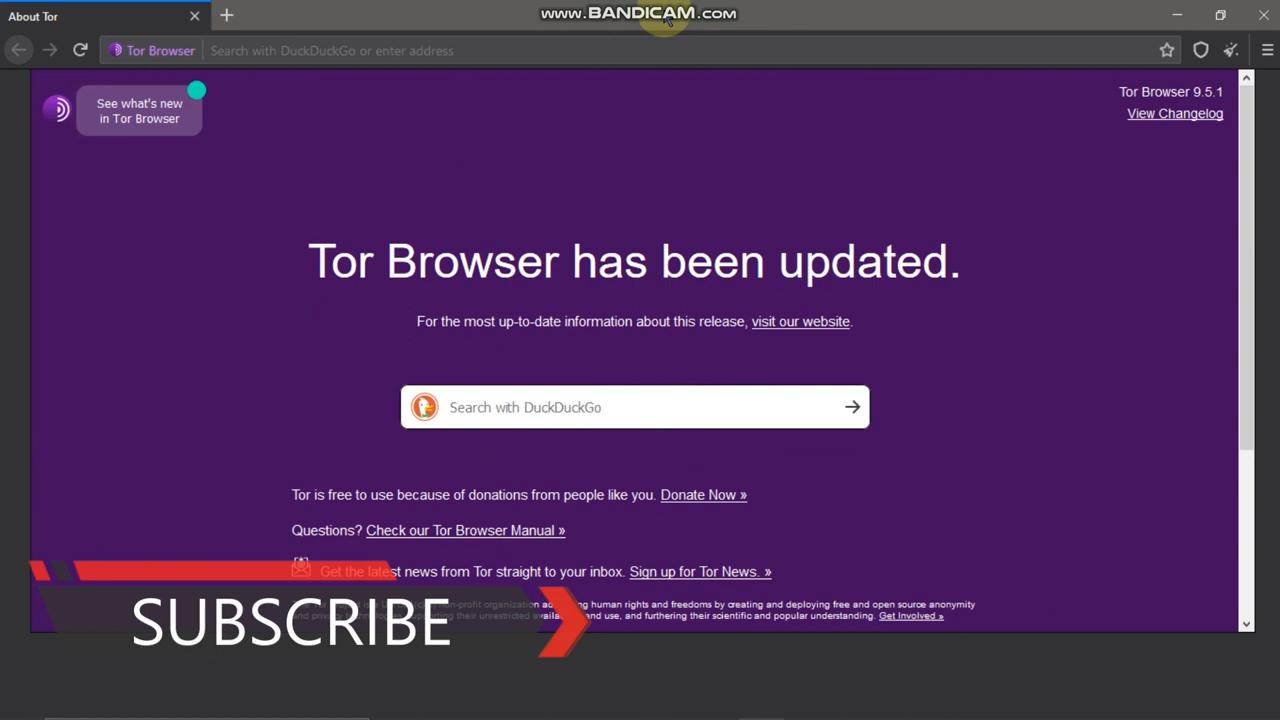 About Tor
www.BANDICAM.com
Tor Browser
Search with DuckDuckGo or enter address
See what's new
in Tor Browser
Tor Browser 9.5.1
View Changelog
Tor Browser has been updated.
For the most up-to-date information about this release, visit our website.
Search with DuckDuckGo
Tor is free to use because of donations from people like you. Donate Now »
Questions? Check our Tor Browser Manual »
Get the latest news from Tor straight to your inbox. Sign up for Tor News. »
non-profit organization human rights and freedoms by creating and deploying free and open source anonymity
supporting their unrestricted and use, and furthering their scientific and popular understanding. Get Involved »
SUBSCRIBE